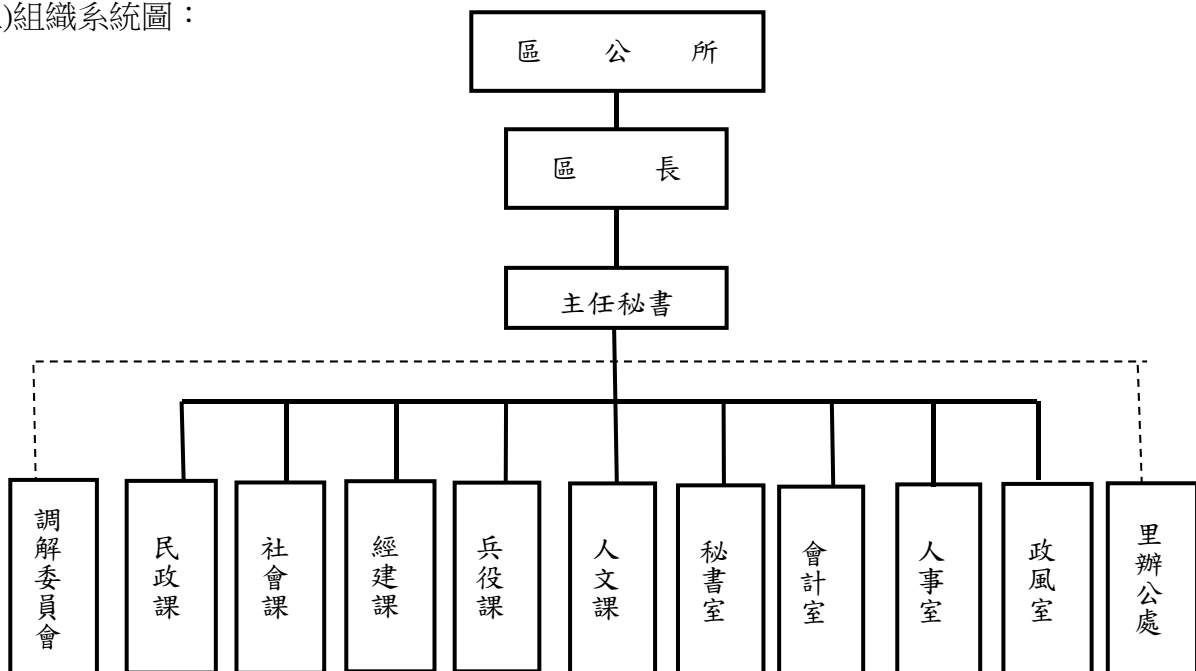 )組織系統圖：
區公所
區長
主任秘書
調解委員會
民政課
社會課
經建課
兵役課
人文課
秘書室
會計室
人事室
政風室
里辦公處